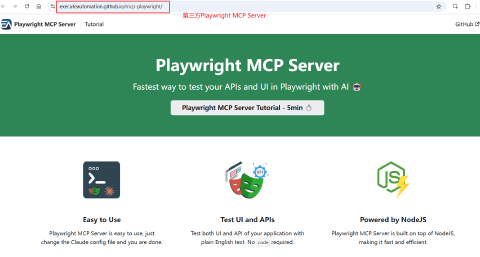 executeautomation.github.io/mcp-playwright/
第三方Playwright MCP Server
Playwright MCP Server Tutorial GitHub
Playwright MCP Server
Fastest way to test your APIs and UI in Playwright with AI
Playwright MCP Server Tutorial - 5min
API
Easy to Use
Playwright MCP Server is easy to use, just
change the Claude config file and you are done.
Test UI and APIs
Test both UI and API of your application with
plain English text. No code required.
Powered by NodeJS
Playwright MCP Server is built on top of NodeJS,
making it fast and efficient.